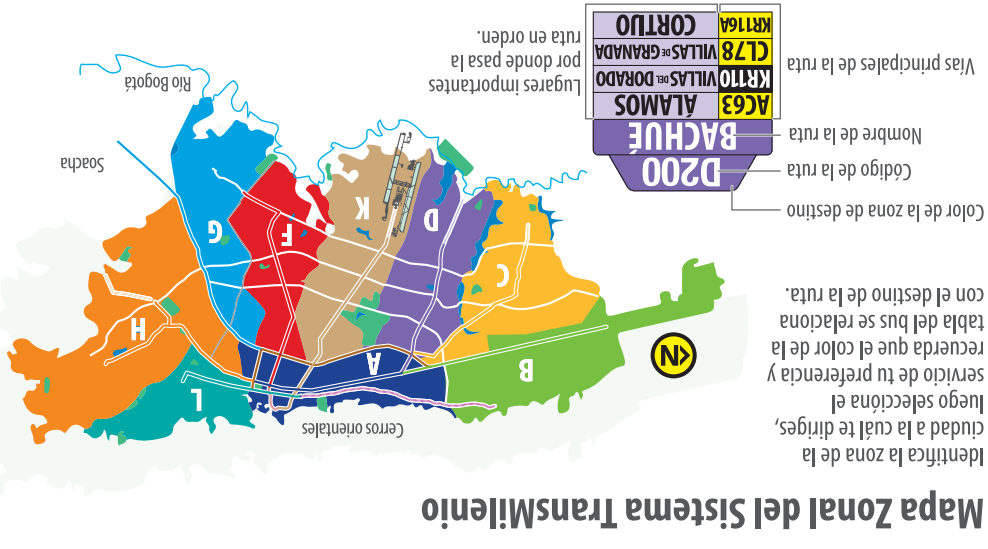 Mapa Zonal del Sistema TransMilenio
Identifica la zona de la
ciudad a la cuál te diriges,
luego seleccióna el
servicio de tu preferencia y
recuerda que el color de la
tabla del bus se relaciona
con el destino de la ruta.
N
Cerros orientales
B
A
L
H
C
D
K
F
G
Soacha
Río Bogotá
Color de la zona de destino
Código de la ruta
Nombre de la ruta
Vías principales de la ruta
D200
BACHUÉ
AC63 ÁLAMOS
KR110 VILLAS DEL DORADO
CL78 VILLAS DE GRANADA
KR116A CORTIJO
Lugares importantes
por donde pasa la
ruta en orden.